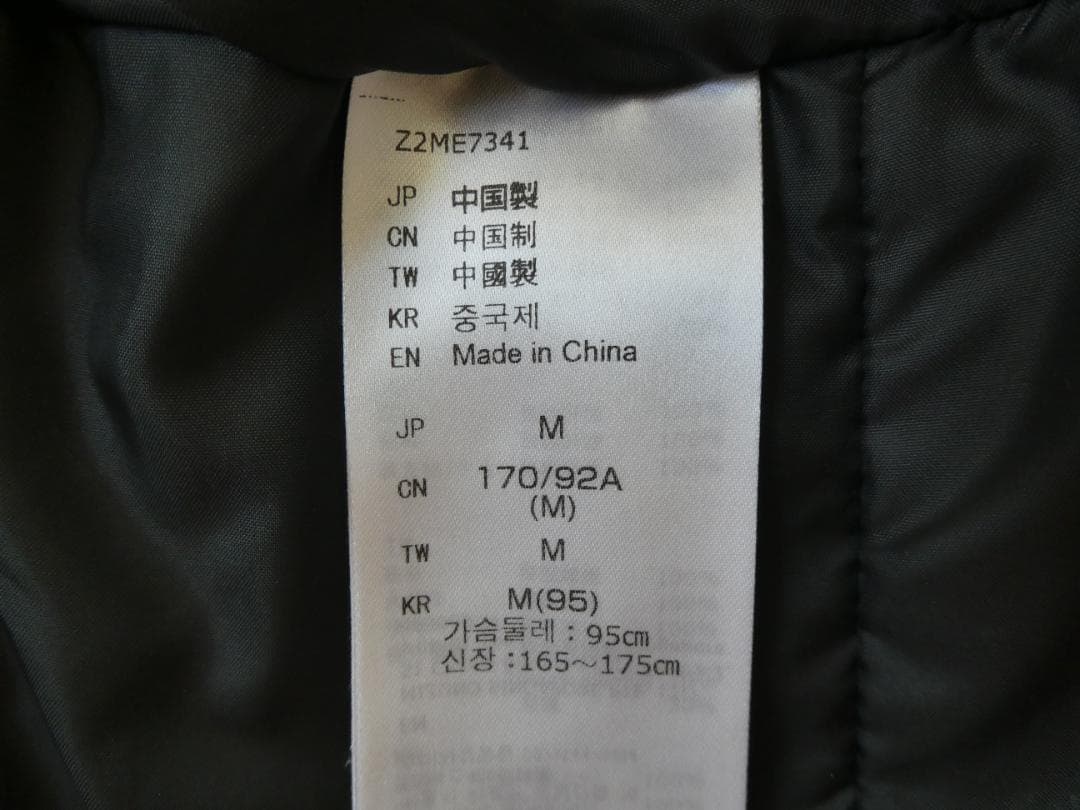 Z2ME7341
JP 中国製
CN 中国制
TW 中國製
KR 중국제
EN Made in China
JP M
CN 170/92A
(M)
TW M
KR M(95)
가슴둘레 : 95cm
신장 :165~175cm